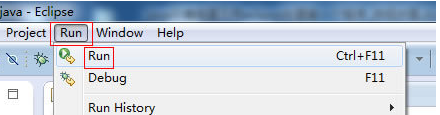 java - Eclipse
Project Run Window Help
Run Ctrl+F11
Debug F11
Run History